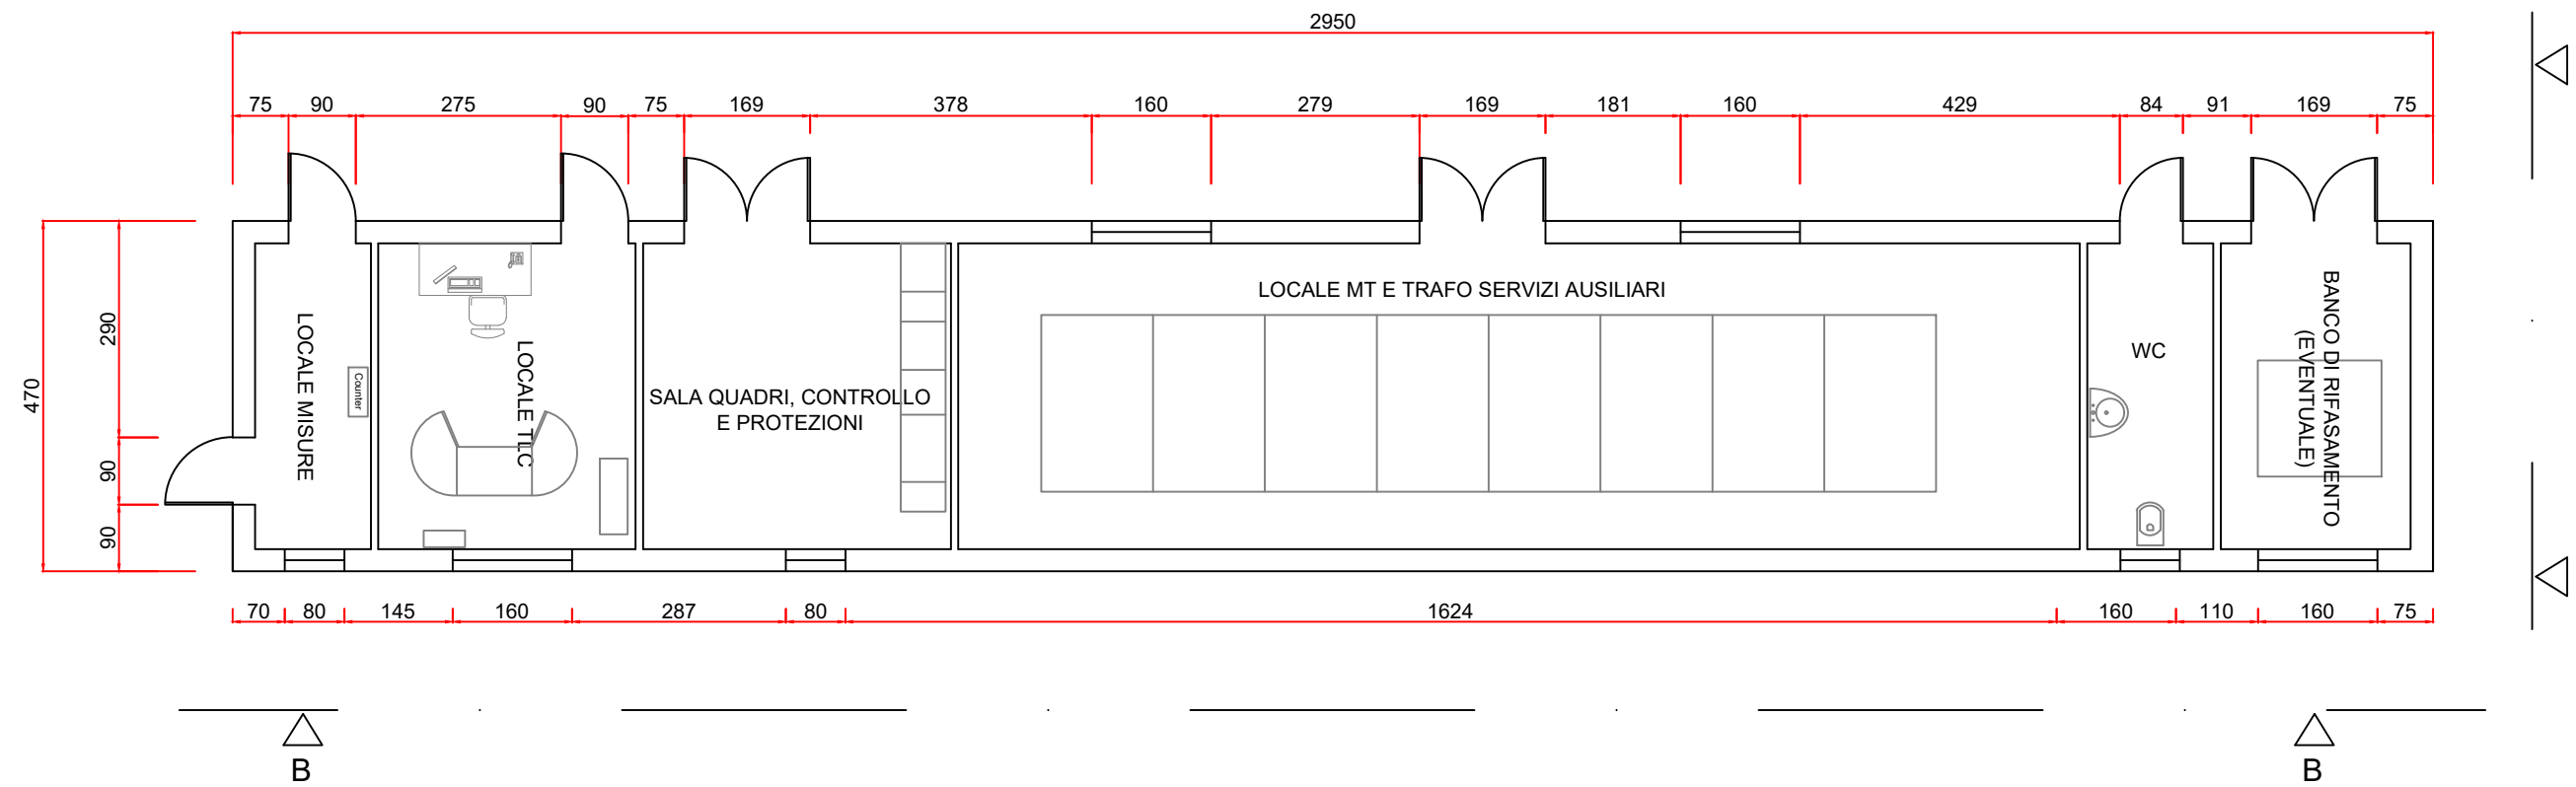 2950
75 90 275 90 75 169 378 160 279 169 181 160 429 84 91 169 75
470
260
90
90
LOCALE MISURE
Counter
LOCALE TLC
SALA QUADRI, CONTROLLO
E PROTEZIONI
LOCALE MT E TRAFO SERVIZI AUSILIARI
WC
BANCO DI RIFASAMENTO
(EVENTUALE)
70 80 145 160 287 80 1624 160 110 160 75
B B